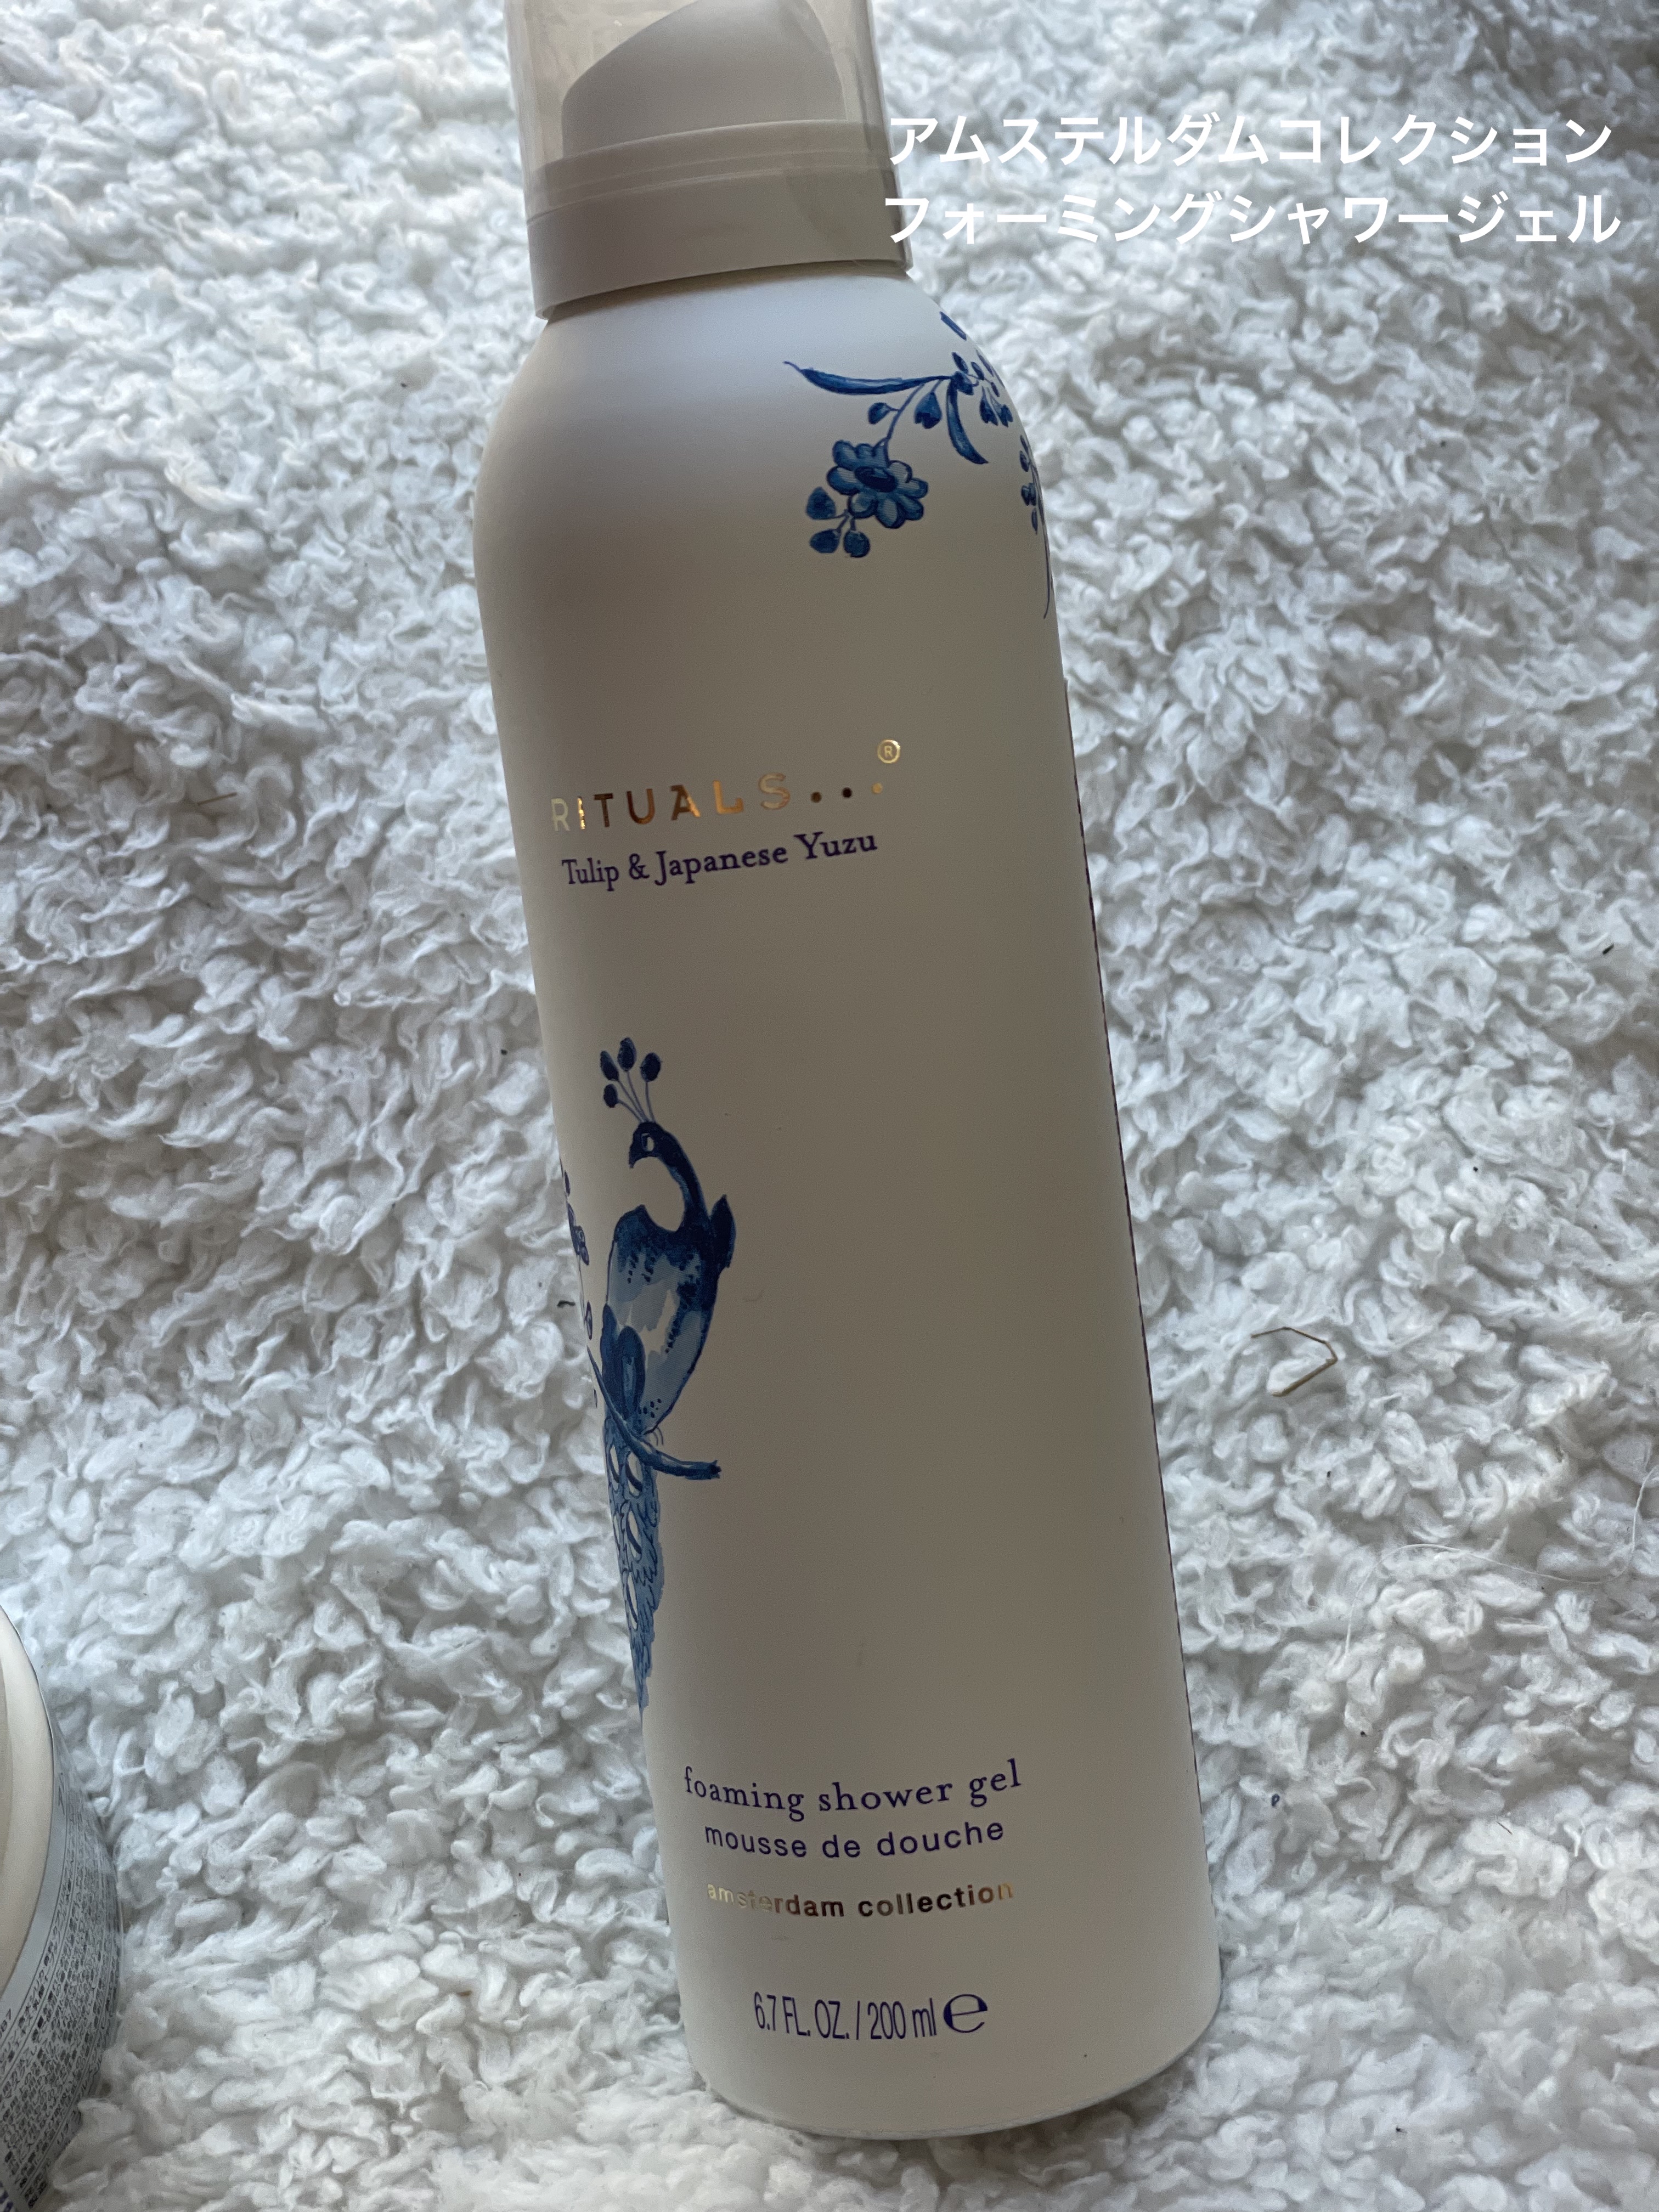 アムステルダムコレクション
フォーミングシャワージェル
RITUALS...®
Tulip & Japanese Yuzu
foaming shower gel
mousse de douche
amsterdam collection
6.7 FL. OZ. / 200 ml ℮